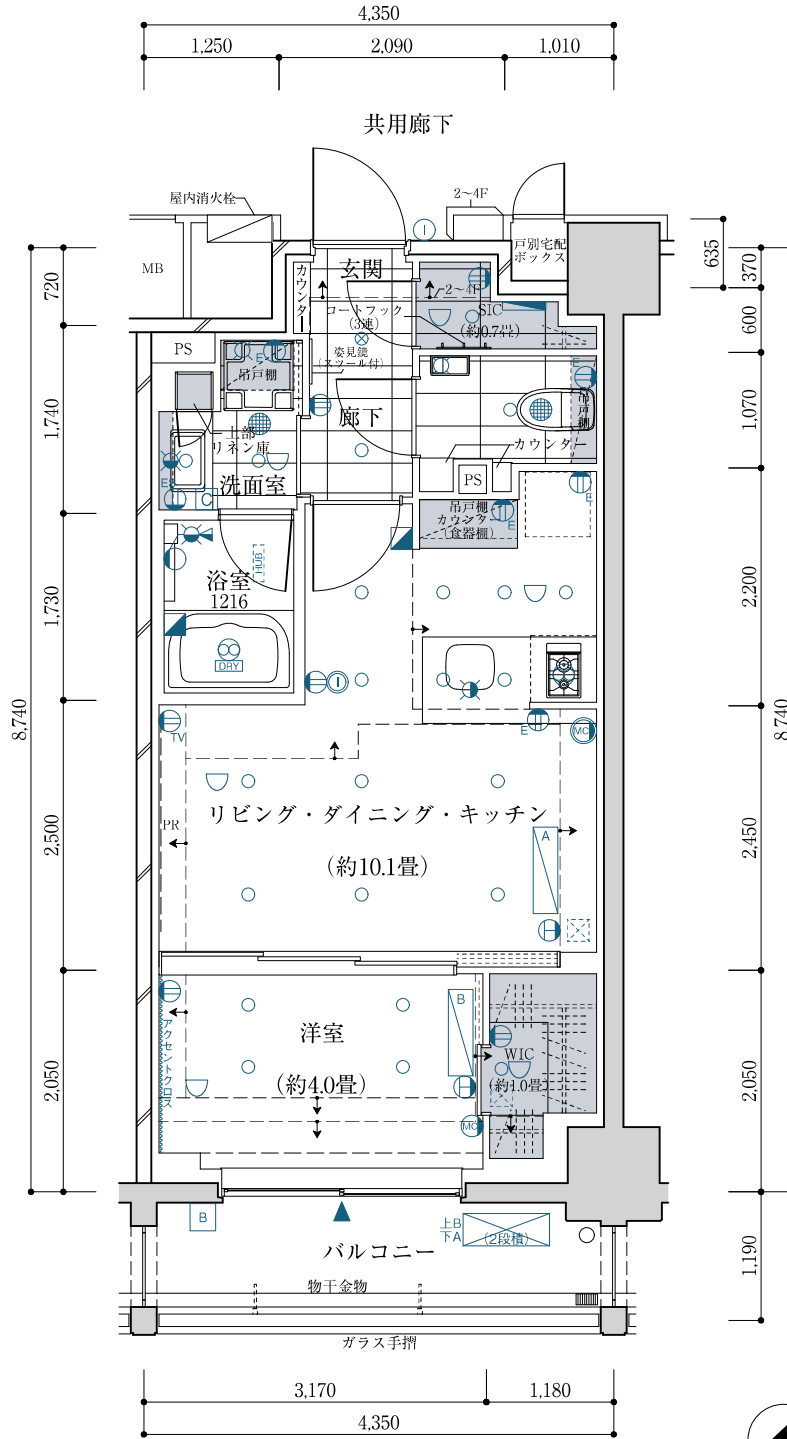 4,350
1,250
2,090
1,010
共用廊下
屋内消火栓
2〜4F
戸別宅配
ボックス
MB
I
635
370
720
玄関
カウンター
2〜4F
コートフック
(3連)
SIC
(約0.7畳)
600
PS
姿見鏡
(スツール付)
E
吊戸棚
E
吊戸棚
廊下
1,740
1,070
上部
リネン庫
カウンター
洗面室
PS
E
C
E
吊戸棚
カウンター
(食器棚)
E
HUB
浴室
1216
1,730
2,200
DRY
I
8,740
8,740
TV
E
MC
リビング・ダイニング・キッチン
(約10.1畳)
PR
A
2,500
2,450
洋室
(約4.0畳)
B
WIC
(約1.0畳)
アクセントクロス
MC
2,050
2,050
B
上B
下A
(2段積)
バルコニー
1,190
物干金物
ガラス手摺
3,170
1,180
4,350